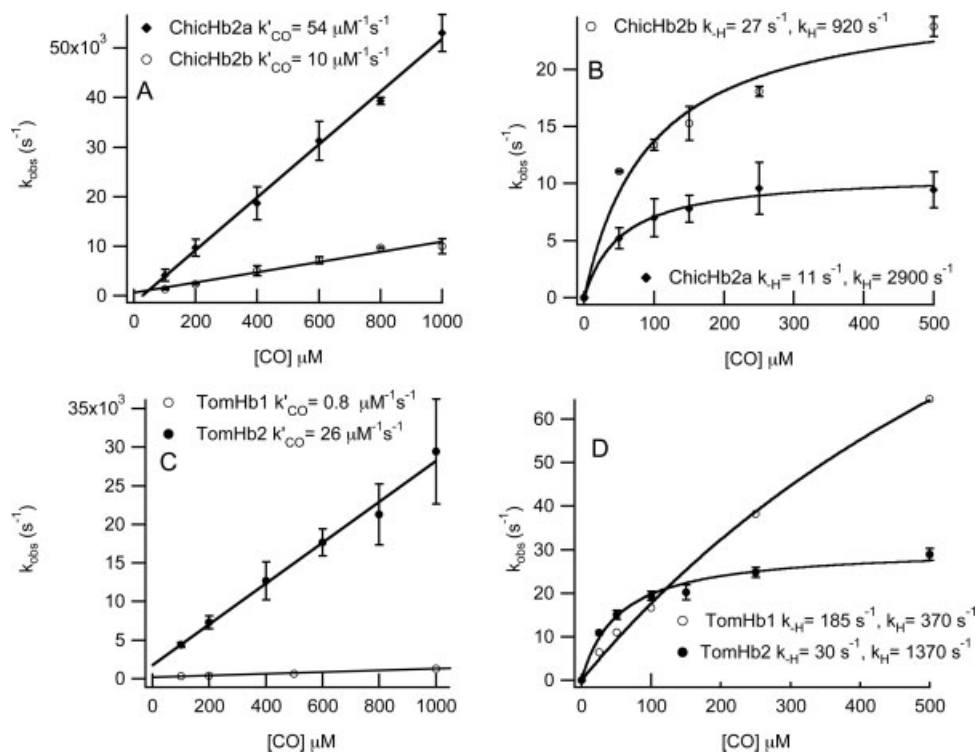 ◆ ChicHb2a k'CO = 54 μM⁻¹s⁻¹
○ ChicHb2b k'CO = 10 μM⁻¹s⁻¹
A
50x10³
40
30
20
10
0
kobs (s⁻¹)
0 200 400 600 800 1000
[CO] μM
○ ChicHb2b k-H= 27 s⁻¹, kH= 920 s⁻¹
B
20
15
10
5
0
kobs (s⁻¹)
◆ ChicHb2a k-H= 11 s⁻¹, kH= 2900 s⁻¹
0 100 200 300 400 500
[CO] μM
○ TomHb1 k'CO= 0.8 μM⁻¹s⁻¹
● TomHb2 k'CO= 26 μM⁻¹s⁻¹
C
35x10³
30
25
20
15
10
5
0
kobs (s⁻¹)
0 200 400 600 800 1000
[CO] μM
D
60
50
40
30
20
10
0
kobs (s⁻¹)
○ TomHb1 k-H= 185 s⁻¹, kH= 370 s⁻¹
● TomHb2 k-H= 30 s⁻¹, kH= 1370 s⁻¹
0 100 200 300 400 500
[CO] μM